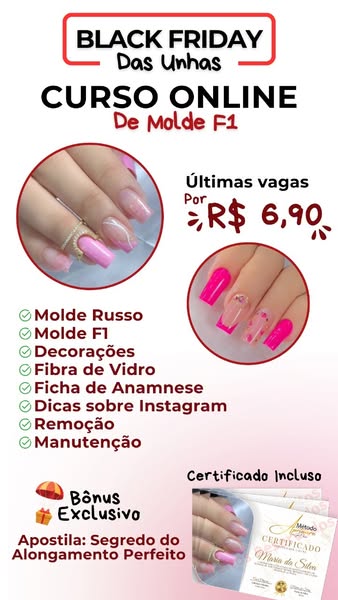 BLACK FRIDAY
Das Unhas
CURSO ONLINE
De Molde F1
Últimas vagas
Por
R$ 6,90
Molde Russo
Molde F1
Decorações
Fibra de Vidro
Ficha de Anamnese
Dicas sobre Instagram
Remoção
Manutenção
Bônus
Exclusivo
Apostila: Segredo do
Alongamento Perfeito
Certificado Incluso
Método
CERTIFICADO
Maria da Silva